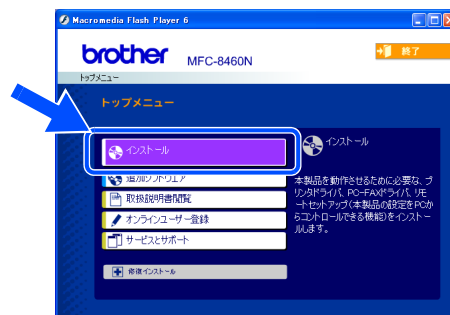 Macromedia Flash Player 6
brother MFC-8460N
終了
トップメニュー
トップメニュー
インストール
追加ソフトウェア
取扱説明書閲覧
オンラインユーザー登録
サービスとサポート
修復インストール
インストール
本製品を動作させるために必要な、プ
リンタドライバ、PC-FAXドライバ、リモ
ートセットアップ(本製品の設定をPCか
らコントロールできる機能)をインストー
ルします。